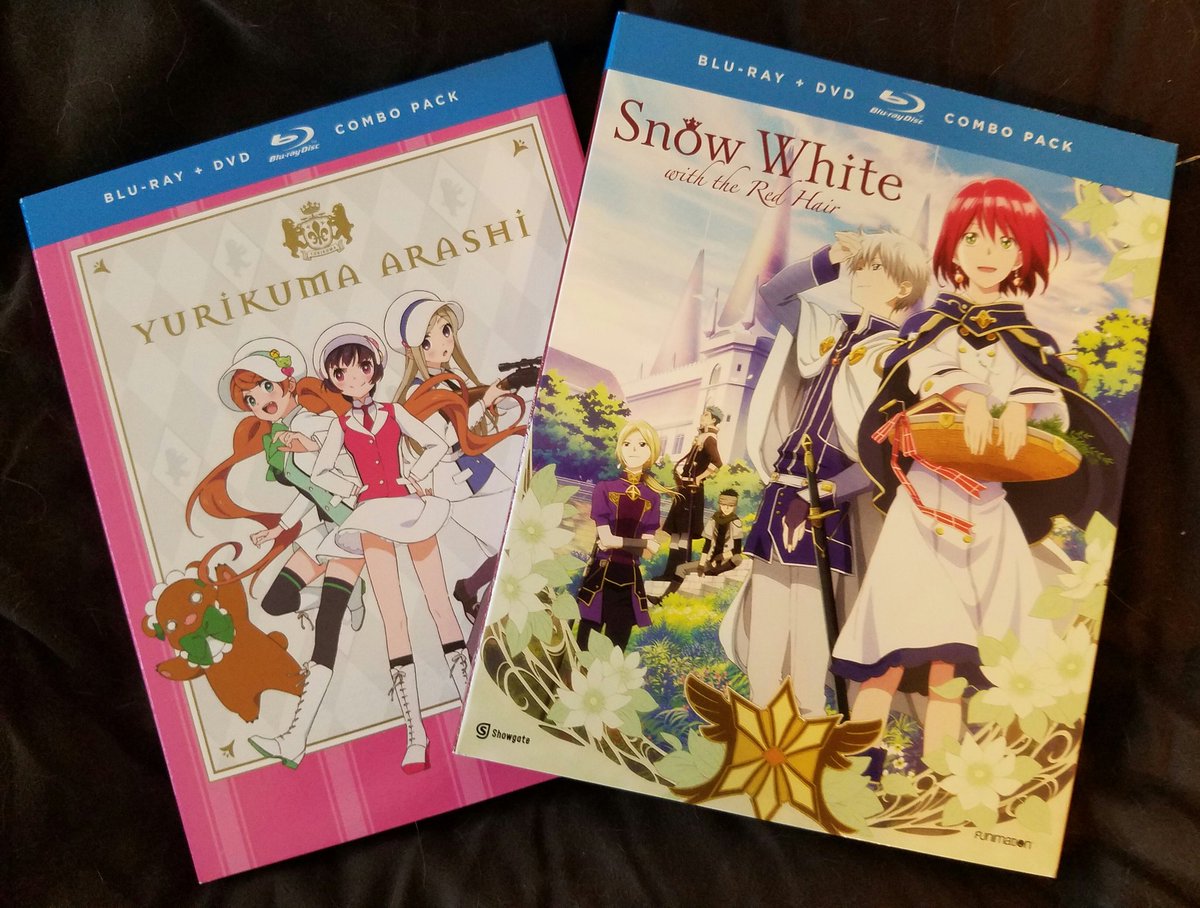 BLU-RAY + DVD Blu-ray Disc COMBO PACK
YURIKUMA ARASHI
BLU-RAY + DVD Blu-ray Disc COMBO PACK
Snow White
with the Red Hair
Showgate
FUNIMATION